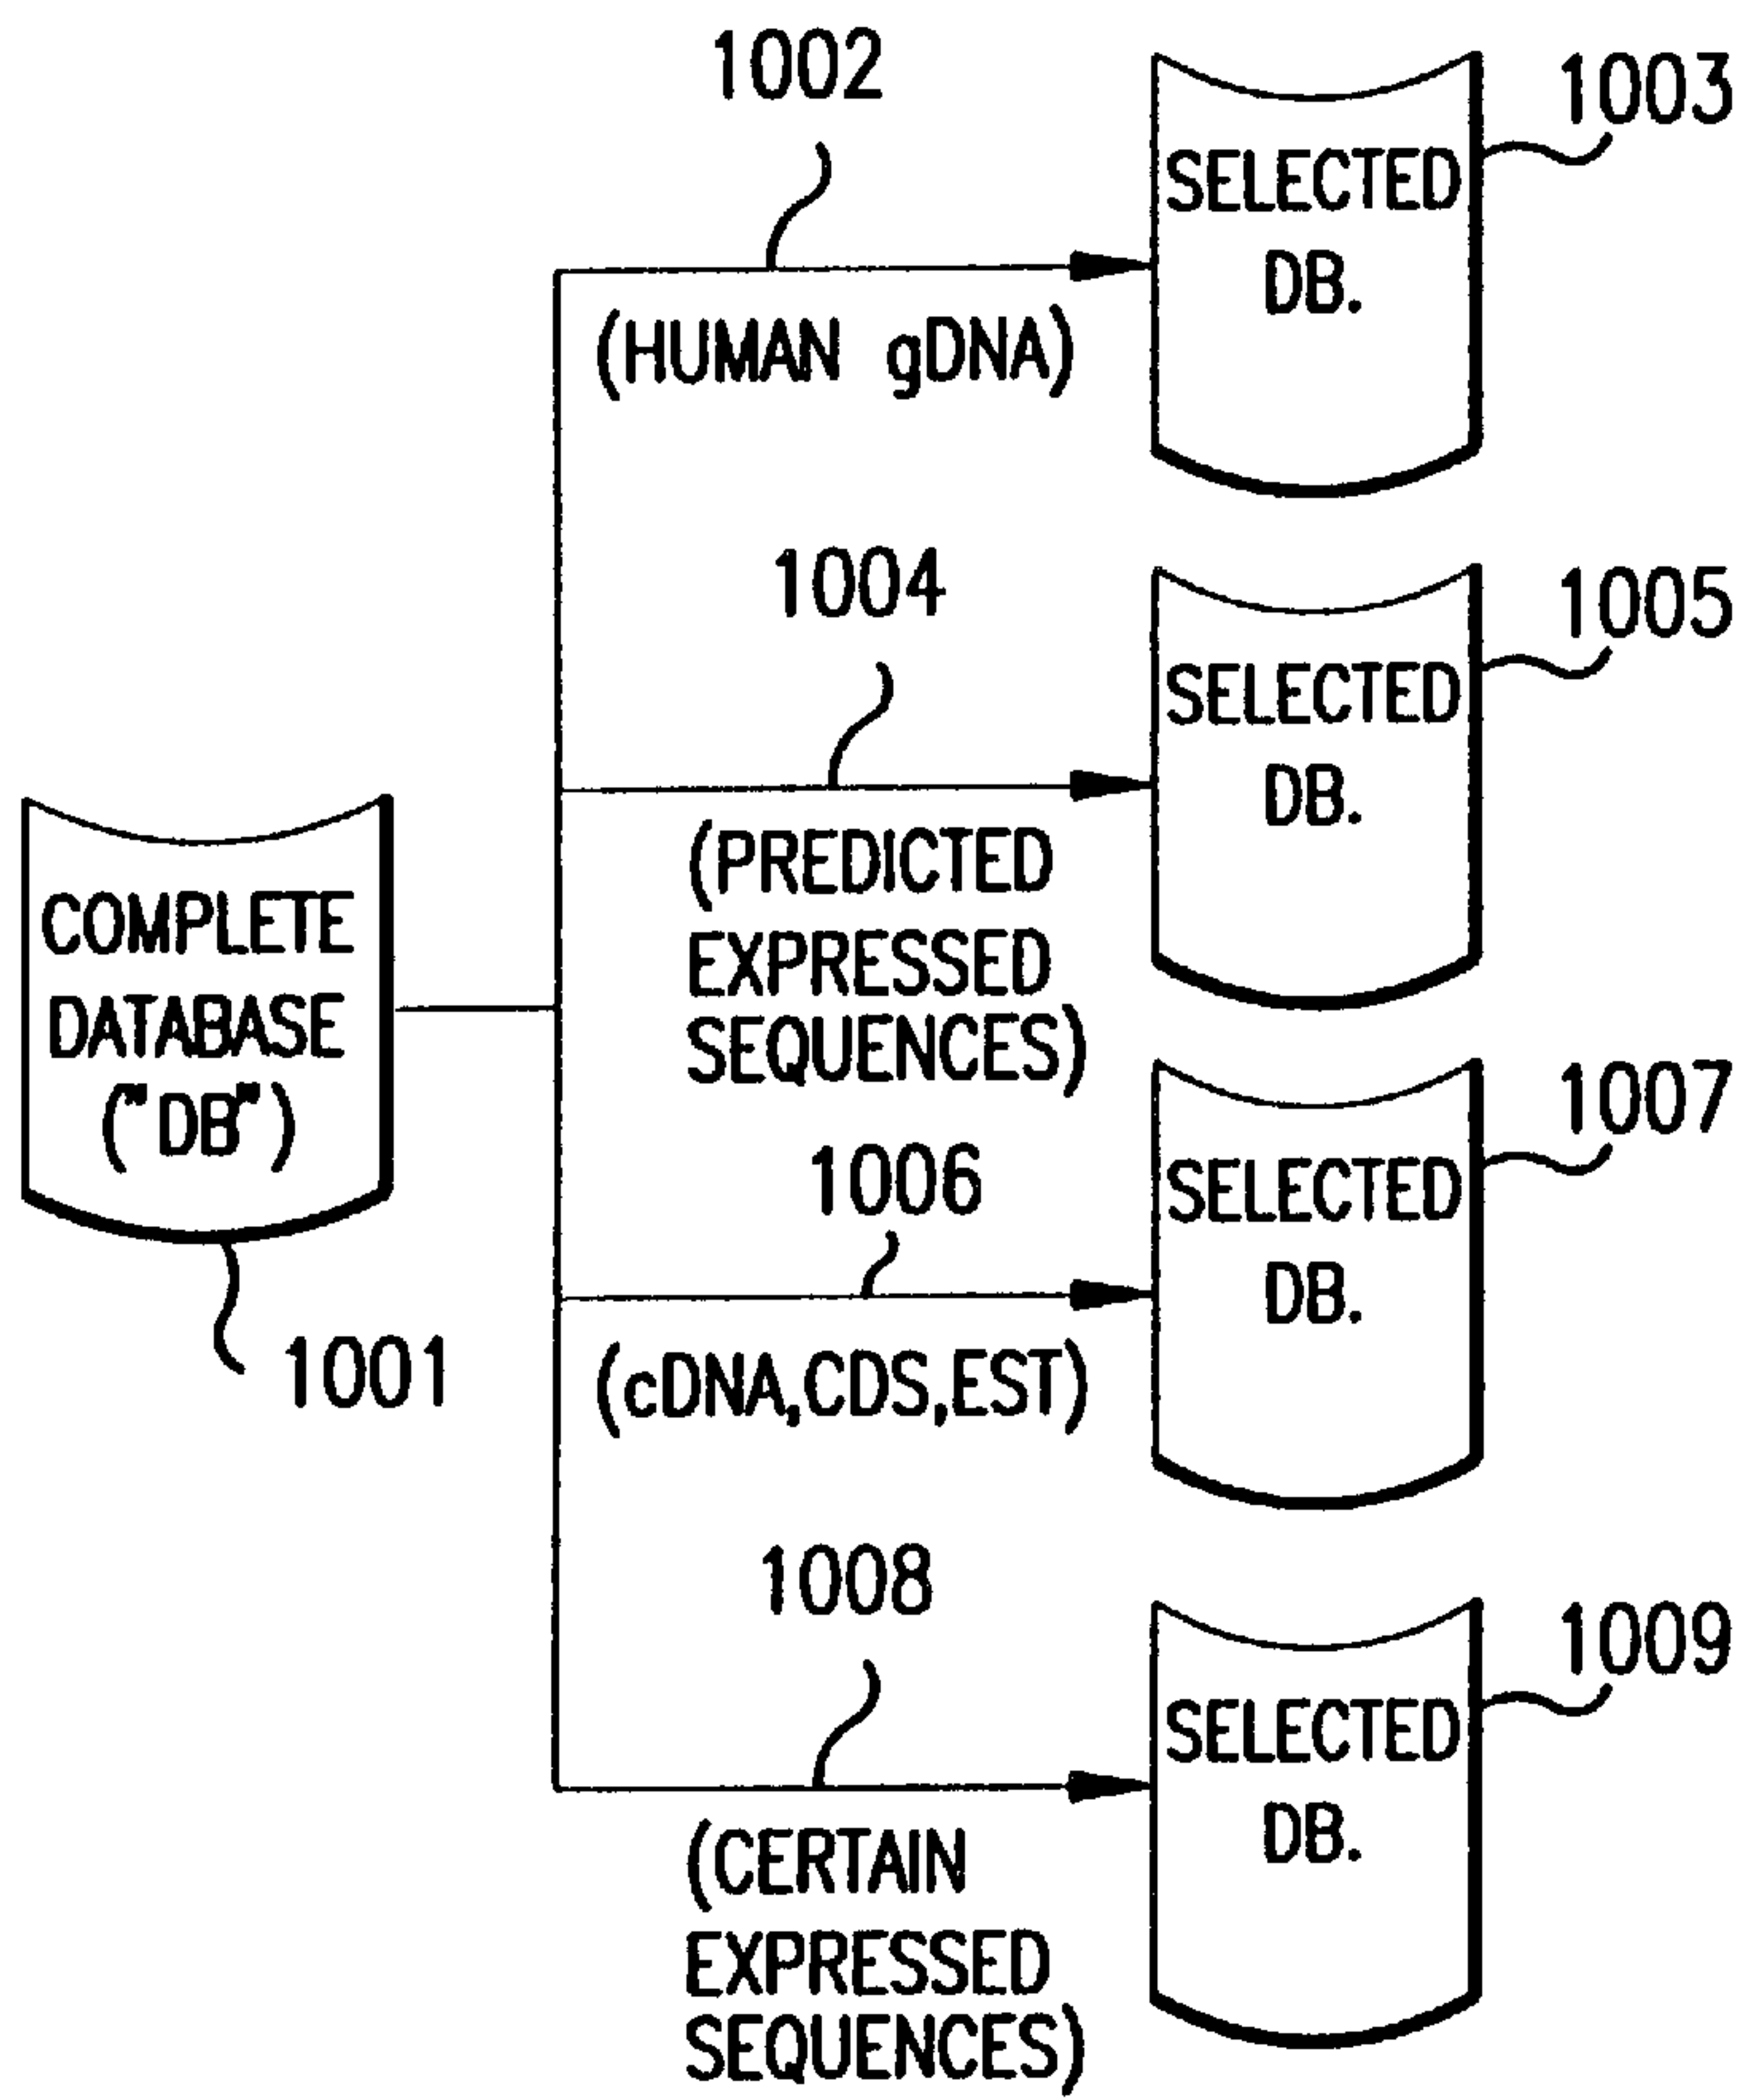 1002
1003
SELECTED
DB.
(HUMAN gDNA)
1004
1005
SELECTED
DB.
(PREDICTED
EXPRESSED
SEQUENCES)
COMPLETE
DATABASE
("DB")
1001
1006
1007
SELECTED
DB.
(cDNA,CDS,EST)
1008
1009
SELECTED
DB.
(CERTAIN
EXPRESSED
SEQUENCES)